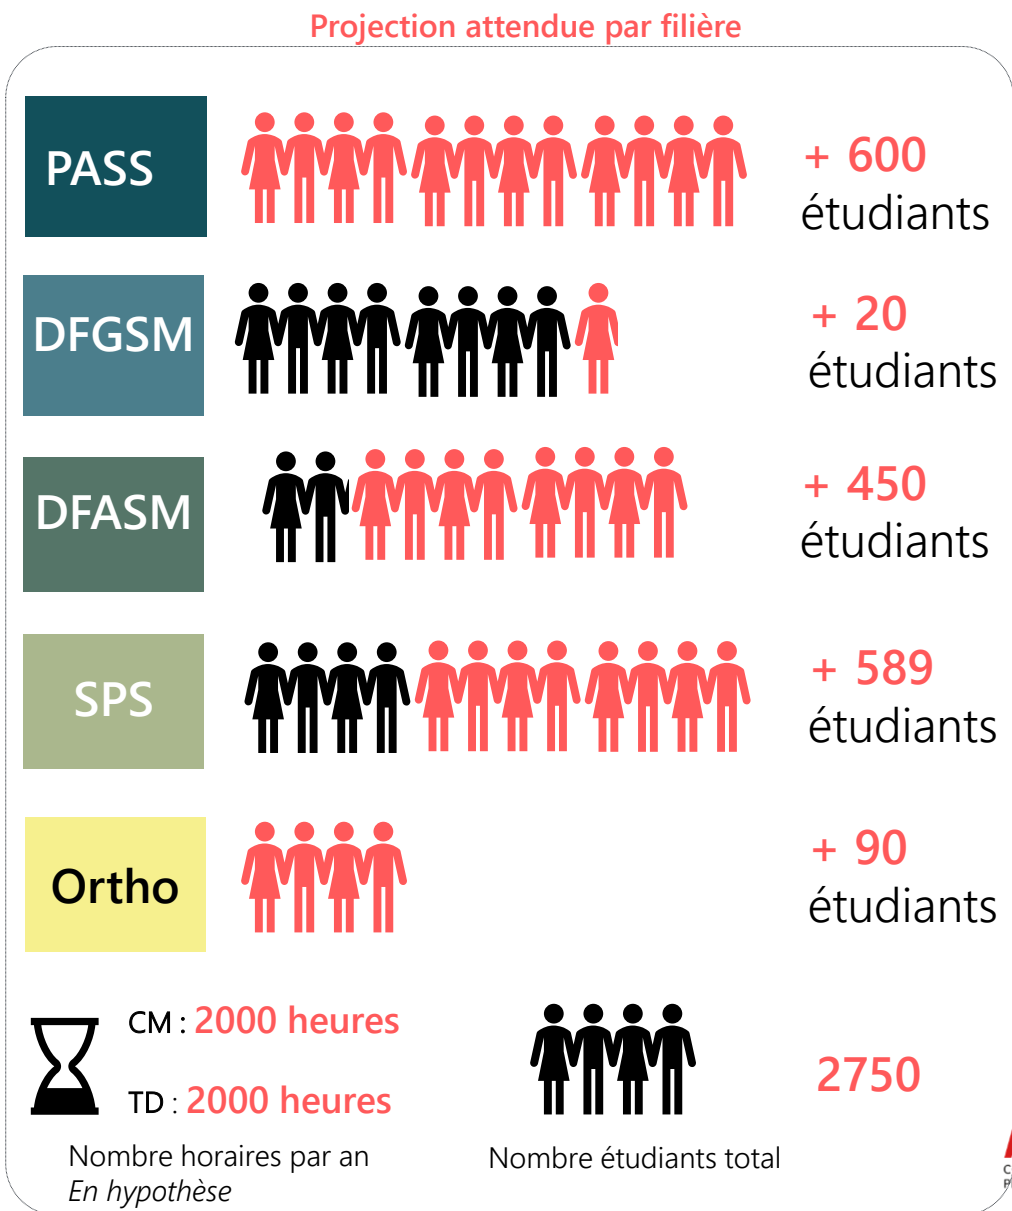 Projection attendue par filière
PASS
+ 600
étudiants
DFGSM
+ 20
étudiants
DFASM
+ 450
étudiants
SPS
+ 589
étudiants
Ortho
+ 90
étudiants
CM : 2000 heures
TD : 2000 heures
Nombre horaires par an
En hypothèse
2750
Nombre étudiants total